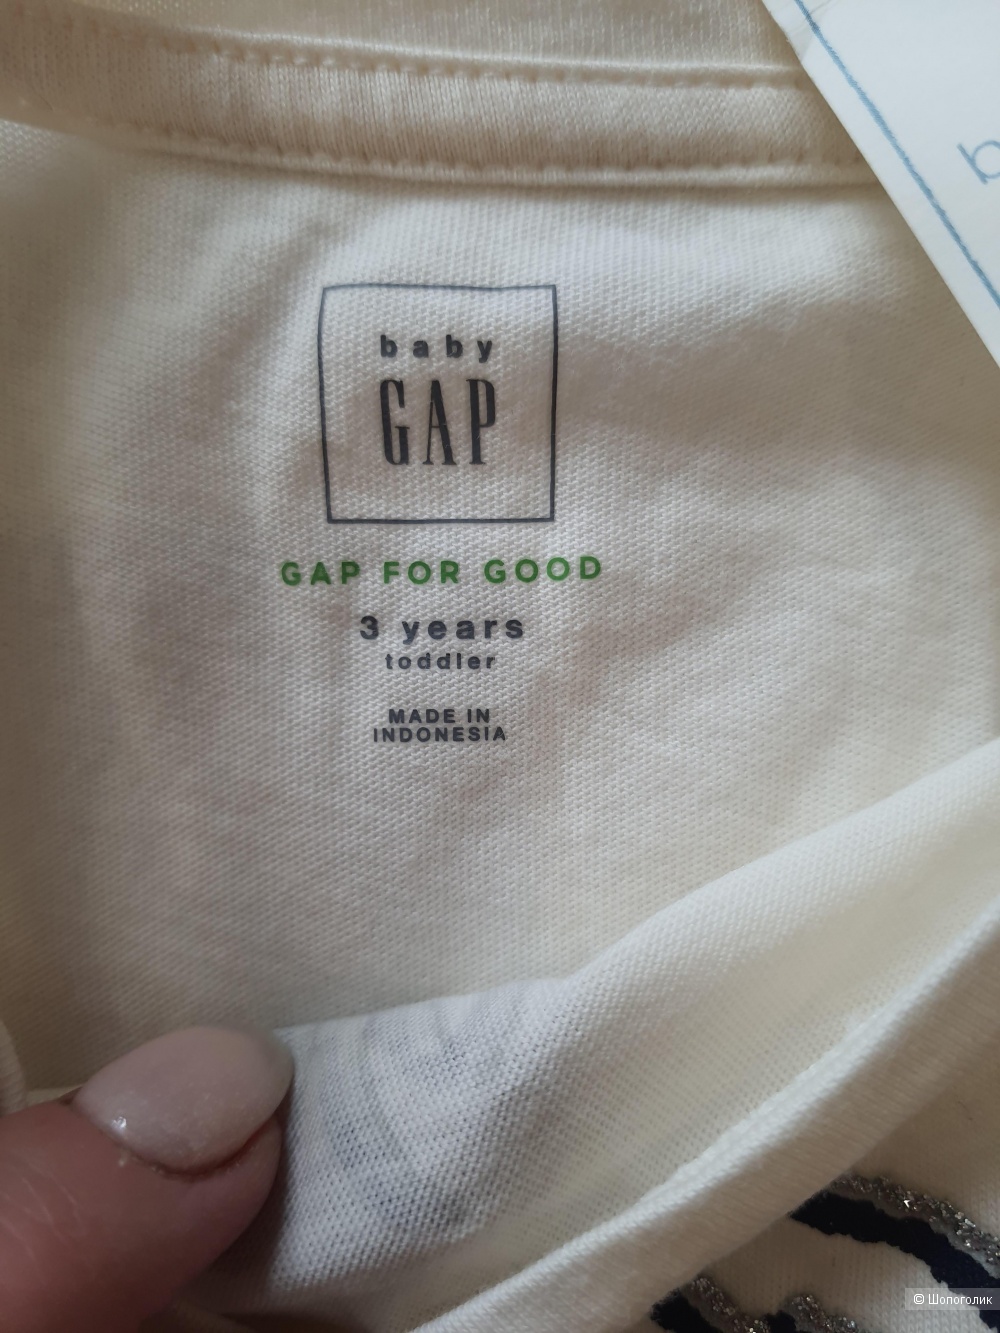 b
baby
GAP
GAP FOR GOOD
3 years
toddler
MADE IN
INDONESIA
© Шопоголик